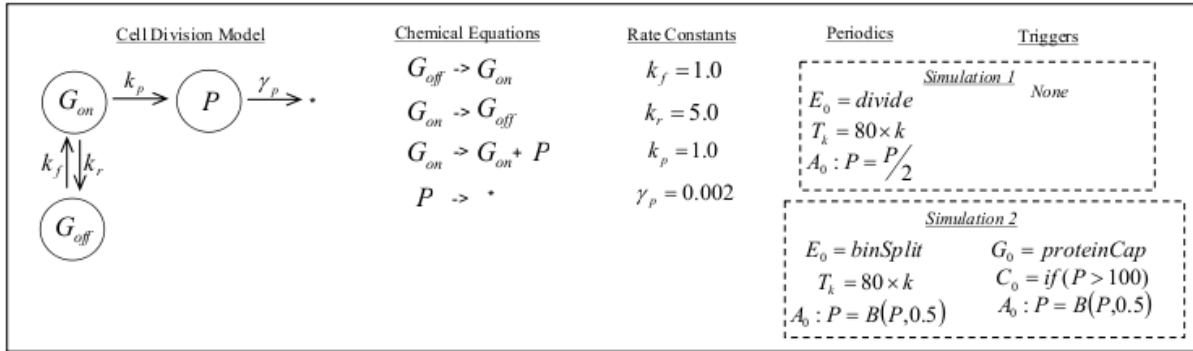 Cell Division Model
G_on
k_p
P
γ_p
*
k_f
k_r
G_off
Chemical Equations
G_off -> G_on
G_on -> G_off
G_on -> G_on + P
P -> *
Rate Constants
k_f = 1.0
k_r = 5.0
k_p = 1.0
γ_p = 0.002
Periodics Triggers
Simulation 1
E_0 = divide
T_k = 80 × k
A_0 : P = P/2
None
Simulation 2
E_0 = binSplit
T_k = 80 × k
A_0 : P = B(P,0.5)
G_0 = proteinCap
C_0 = if (P > 100)
A_0 : P = B(P,0.5)